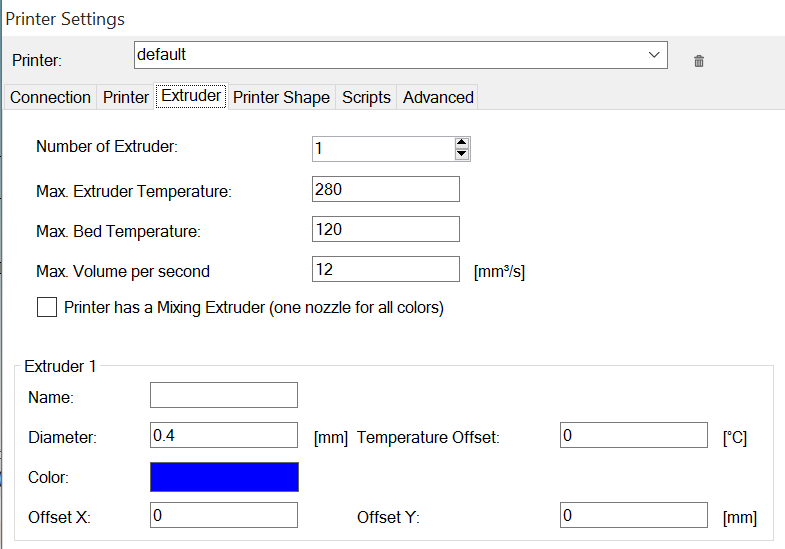 Printer Settings
Printer: default
Connection Printer Extruder Printer Shape Scripts Advanced
Number of Extruder: 1
Max. Extruder Temperature: 280
Max. Bed Temperature: 120
Max. Volume per second 12 [mm³/s]
Printer has a Mixing Extruder (one nozzle for all colors)
Extruder 1
Name:
Diameter: 0.4 [mm] Temperature Offset: 0 [°C]
Color:
Offset X: 0 Offset Y: 0 [mm]